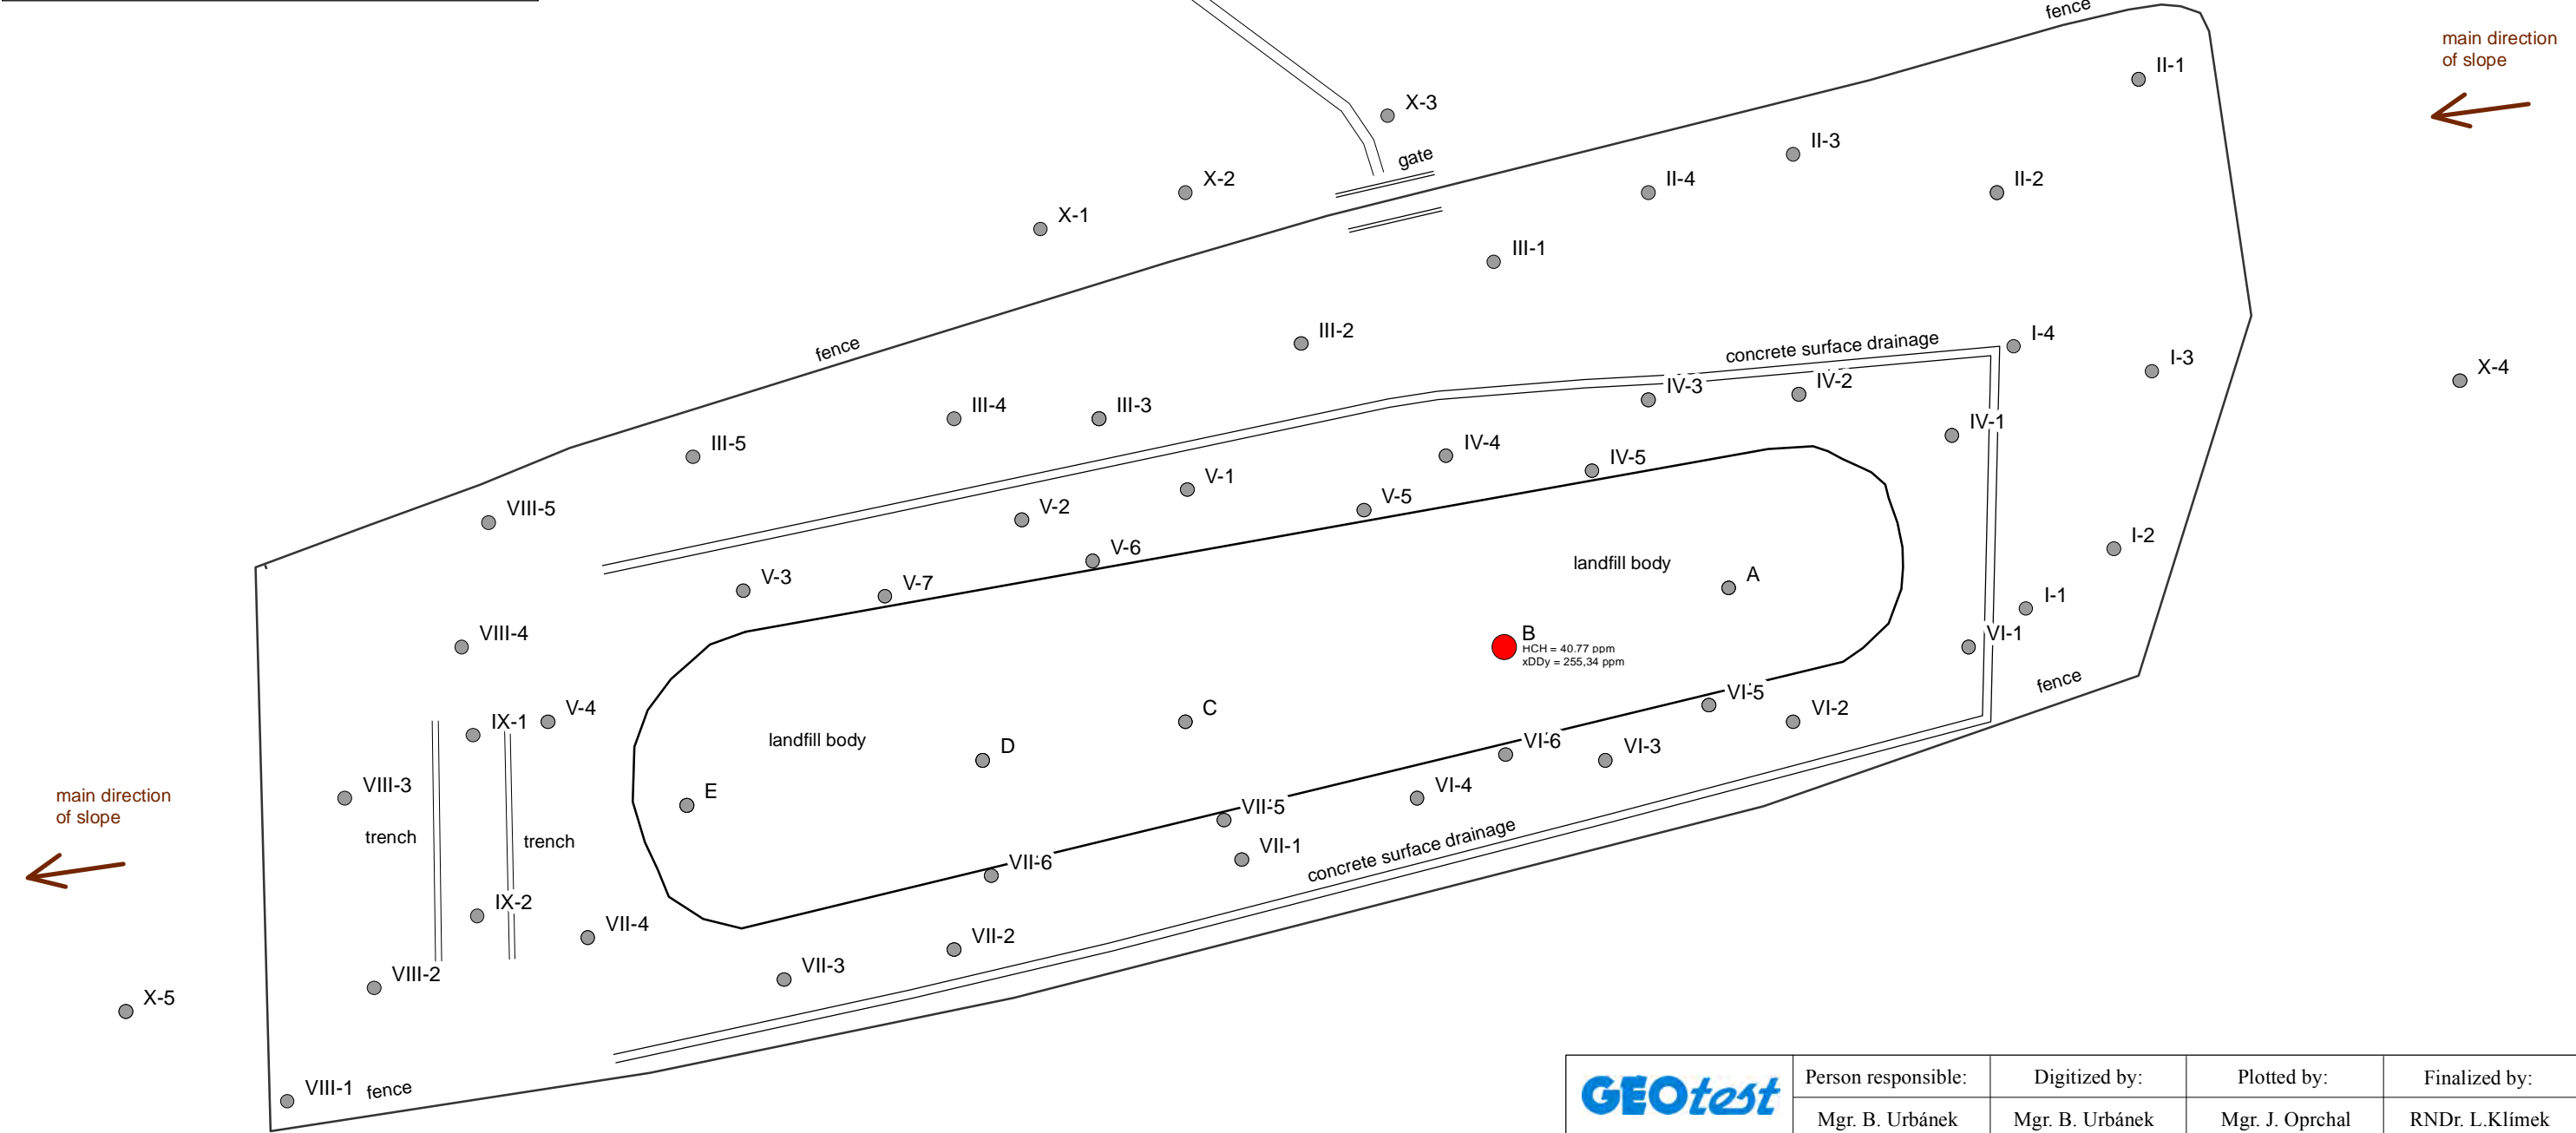 fence
main direction
of slope
II-1
X-3
II-3
gate
X-2
II-4
II-2
X-1
III-1
III-2
I-4
concrete surface drainage
fence
I-3
X-4
IV-3
IV-2
III-4
III-3
IV-1
III-5
IV-4
IV-5
V-1
V-5
VIII-5
V-2
I-2
V-6
landfill body
A
V-3
V-7
I-1
VIII-4
B
VI-1
HCH = 40.77 ppm
xDDy = 255,34 ppm
fence
VI-5
V-4
C
VI-2
IX-1
landfill body
D
VI-6
VI-3
VIII-3
E
VI-4
main direction
of slope
VII-5
trench
trench
concrete surface drainage
VII-1
VII-6
IX-2
VII-4
VII-2
VII-3
VIII-2
X-5
VIII-1
fence
GEOtest
Person responsible:
Digitized by:
Plotted by:
Finalized by:
Mgr. B. Urbánek
Mgr. B. Urbánek
Mgr. J. Oprchal
RNDr. L.Klímek